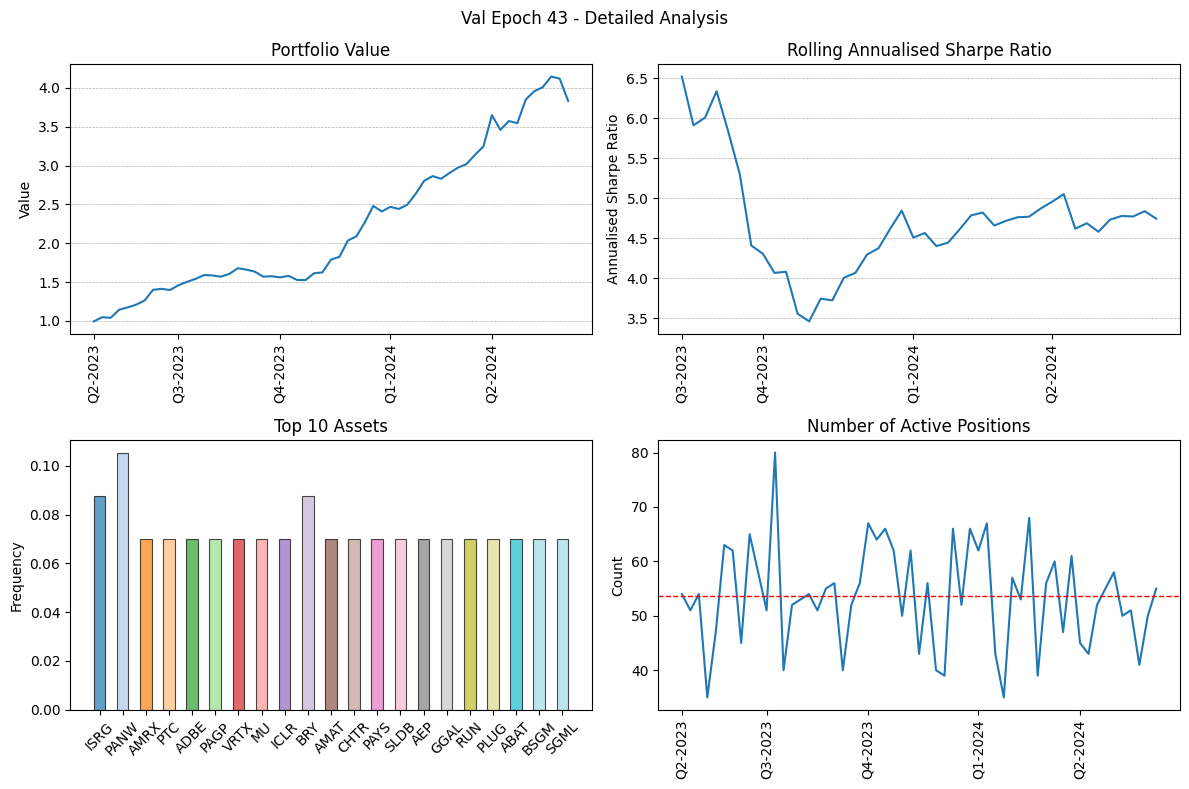 Val Epoch 43 - Detailed Analysis
Portfolio Value
Value
4.0
3.5
3.0
2.5
2.0
1.5
1.0
Q2-2023
Q3-2023
Q4-2023
Q1-2024
Q2-2024
Rolling Annualised Sharpe Ratio
Annualised Sharpe Ratio
6.5
6.0
5.5
5.0
4.5
4.0
3.5
Q3-2023
Q4-2023
Q1-2024
Q2-2024
Top 10 Assets
Frequency
0.10
0.08
0.06
0.04
0.02
0.00
ISRG
PANW
AMRX
PTC
ADBE
PAGP
VRTX
MU
ICLR
BRY
AMAT
CHTR
PAYS
SLDB
AEP
GGAL
RUN
PLUG
ABAT
BSGM
SGML
Number of Active Positions
Count
80
70
60
50
40
Q2-2023
Q3-2023
Q4-2023
Q1-2024
Q2-2024